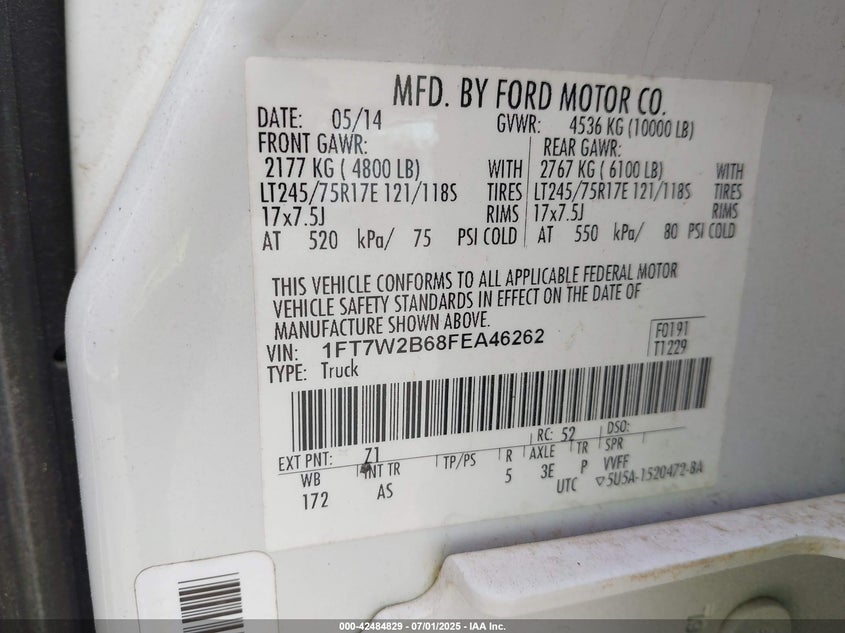 MFD. BY FORD MOTOR CO.
DATE: 05/14 GVWR: 4536 KG (10000 LB)
FRONT GAWR: REAR GAWR:
2177 KG ( 4800 LB) WITH 2767 KG ( 6100 LB) WITH
LT245/75R17E 121/118S TIRES LT245/75R17E 121/118S TIRES
17x7.5J RIMS 17x7.5J RIMS
AT 520 kPa/ 75 PSI COLD AT 550 kPa/ 80 PSI COLD
THIS VEHICLE CONFORMS TO ALL APPLICABLE FEDERAL MOTOR
VEHICLE SAFETY STANDARDS IN EFFECT ON THE DATE OF
MANUFACTURE SHOWN ABOVE.
VIN: 1FT7W2B68FEA46262 F0191
TYPE: Truck T1229
EXT PNT: Z1 RC: 52 DSO:
WB INT TR TP/PS R AXLE TR SPR
172 AS 5 3E P VVFF
UTC ▽5U5A-1520472-BA
000-42484829 - 07/01/2025 - IAA Inc.